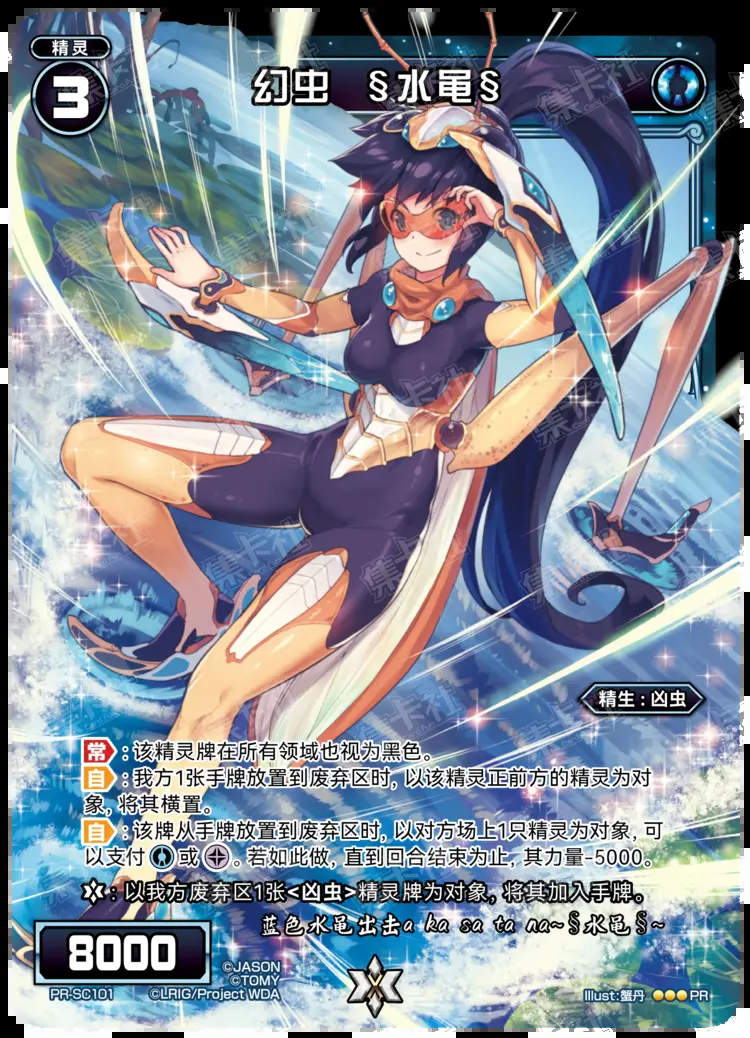 精灵
3
幻虫 §水黾§
精生:凶虫
常:该精灵牌在所有领域也视为黑色。
自:我方1张手牌放置到废弃区时,以该精灵正前方的精灵为对
象,将其横置。
自:该牌从手牌放置到废弃区时,以对方场上1只精灵为对象,可
以支付或。若如此做,直到回合结束为止,其力量-5000。
:以我方废弃区1张<凶虫>精灵牌为对象,将其加入手牌。
蓝色水黾出击a ka sa ta na~§水黾§~
8000
©JASON
©TOMY
PR-SC101 ©LRIG/Project WDA
Illust:蟹丹 PR
集卡社